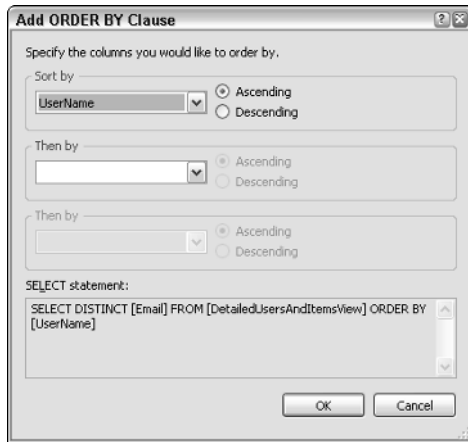 Add ORDER BY Clause
Specify the columns you would like to order by.
Sort by
UserName
Ascending
Descending
Then by
Ascending
Descending
Then by
Ascending
Descending
SELECT statement:
SELECT DISTINCT [Email] FROM [DetailedUsersAndItemsView] ORDER BY
[UserName]
OK
Cancel